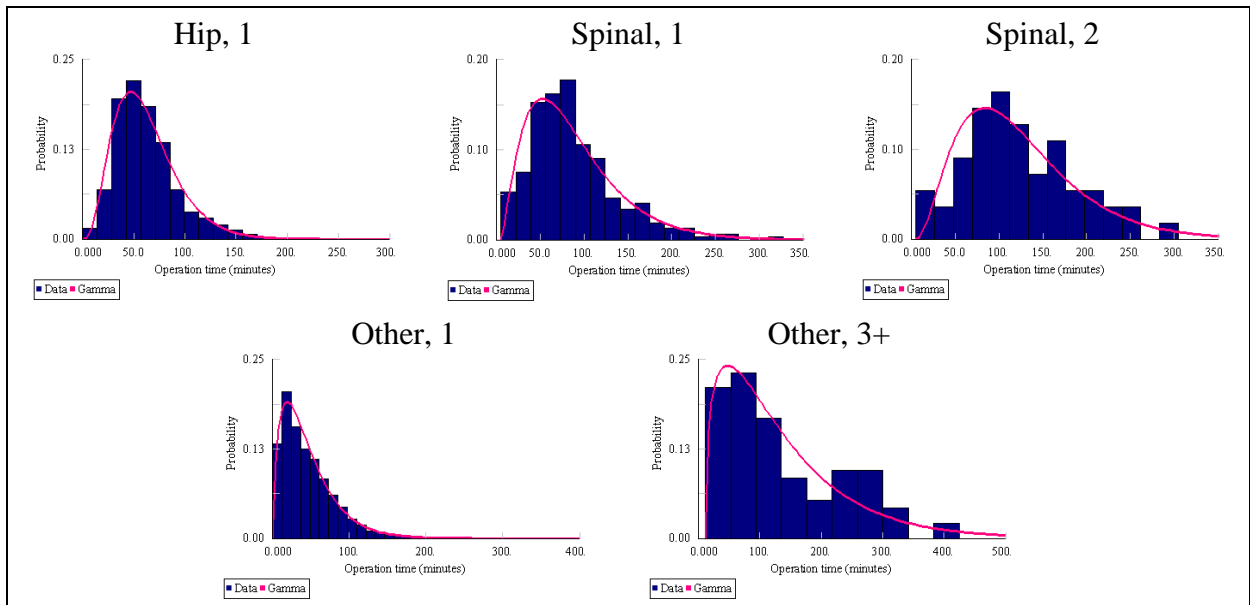 Hip, 1
0.25
0.13
0.00
Probability
0.000 50.0 100. 150. 200. 250. 300.
Operation time (minutes)
Data Gamma
Spinal, 1
0.20
0.10
0.00
Probability
0.000 50.0 100. 150. 200. 250. 300. 350.
Operation time (minutes)
Data Gamma
Spinal, 2
0.20
0.10
0.00
Probability
0.000 50.0 100. 150. 200. 250. 300. 350.
Operation time (minutes)
Data Gamma
Other, 1
0.25
0.13
0.00
Probability
0.000 100. 200. 300. 400.
Operation time (minutes)
Data Gamma
Other, 3+
0.25
0.13
0.00
Probability
0.000 100. 200. 300. 400. 500.
Operation time (minutes)
Data Gamma